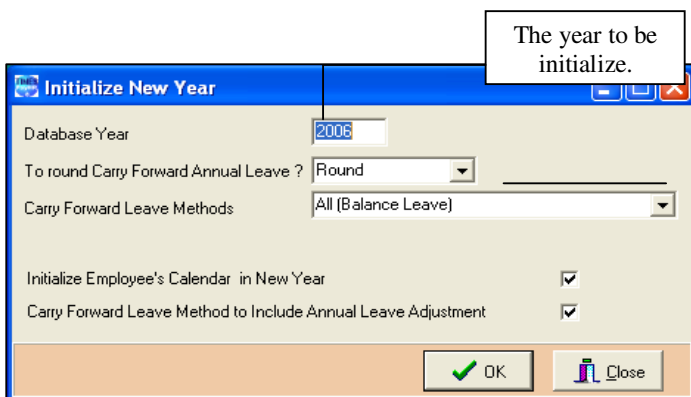 The year to be
initialize.
Initialize New Year
Database Year 2006
To round Carry Forward Annual Leave ? Round
Carry Forward Leave Methods All (Balance Leave)
Initialize Employee's Calendar in New Year
Carry Forward Leave Method to Include Annual Leave Adjustment
OK Close